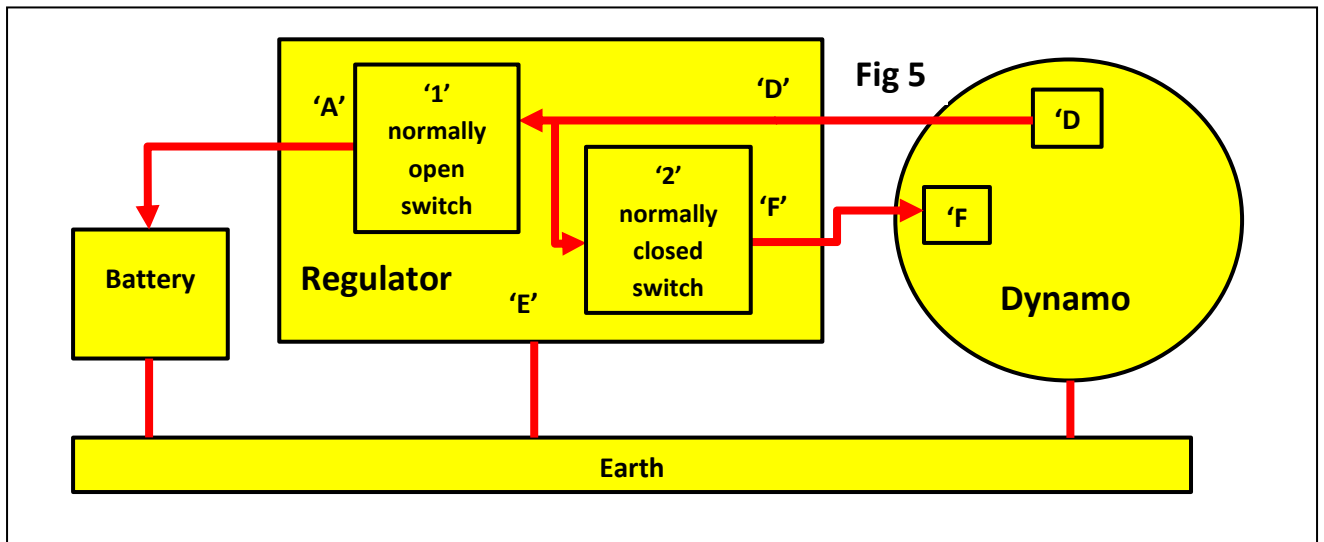 Fig 5
'A'
'1'
normally
open
switch
'D'
'D
'2'
normally
closed
switch
'F'
'F
Battery
Regulator
'E'
Dynamo
Earth